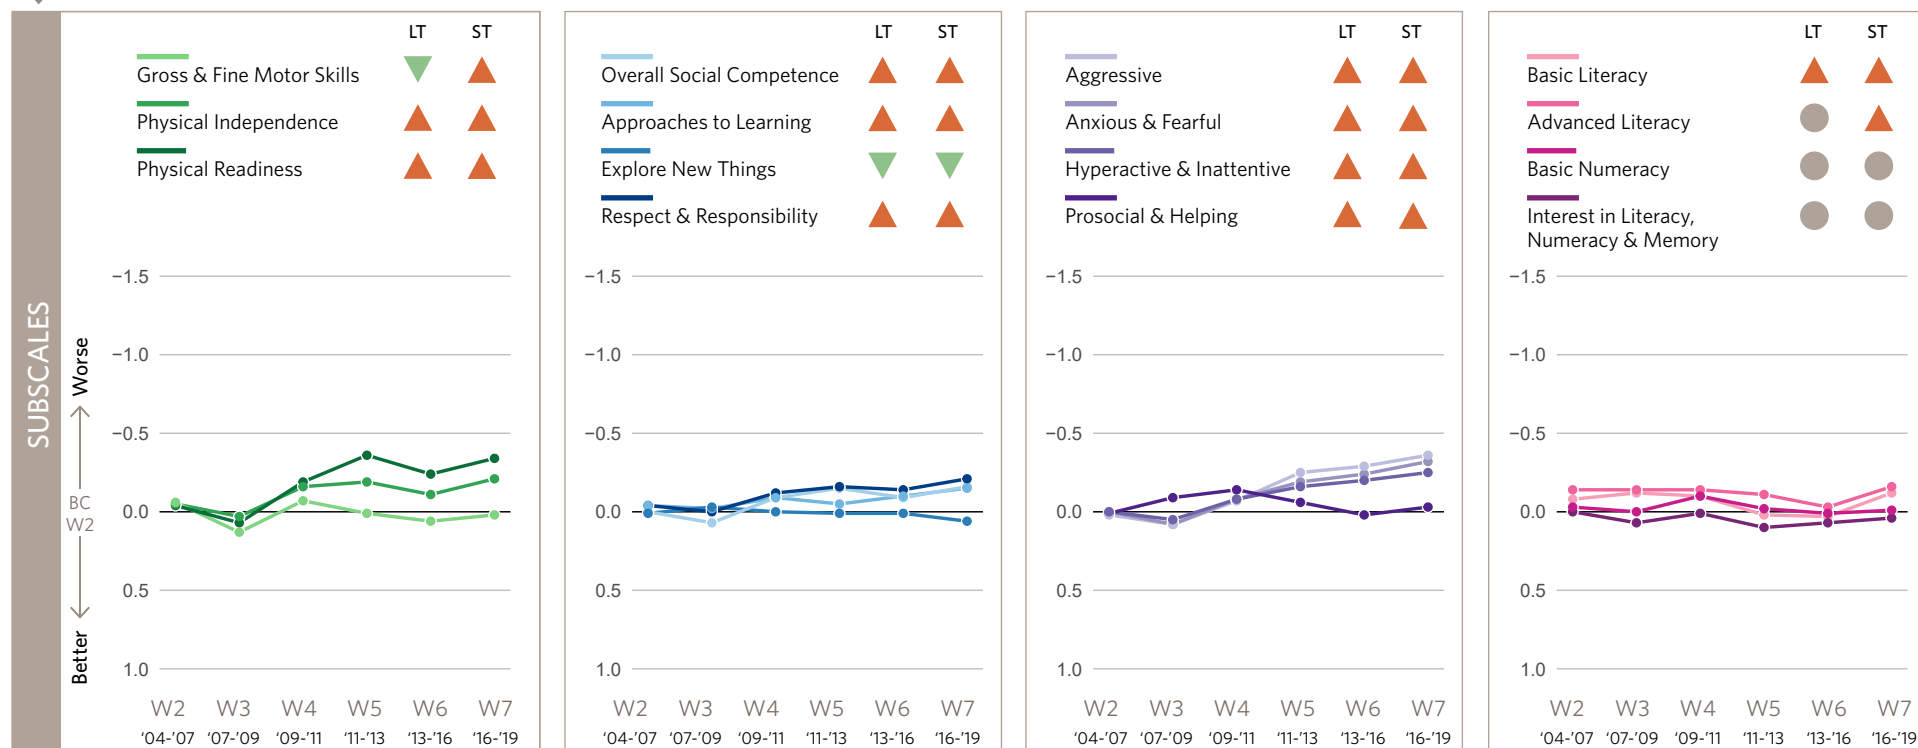 SUBSCALES
Worse
BC
W2
Better
LT ST
Gross & Fine Motor Skills
Physical Independence
Physical Readiness
−1.5
−1.0
−0.5
0.0
0.5
1.0
W2 W3 W4 W5 W6 W7
‘04-’07 ‘07-’09 ‘09-’11 ‘11-’13 ‘13-’16 ‘16-’19
LT ST
Overall Social Competence
Approaches to Learning
Explore New Things
Respect & Responsibility
−1.5
−1.0
−0.5
0.0
0.5
1.0
W2 W3 W4 W5 W6 W7
‘04-’07 ‘07-’09 ‘09-’11 ‘11-’13 ‘13-’16 ‘16-’19
LT ST
Aggressive
Anxious & Fearful
Hyperactive & Inattentive
Prosocial & Helping
−1.5
−1.0
−0.5
0.0
0.5
1.0
W2 W3 W4 W5 W6 W7
‘04-’07 ‘07-’09 ‘09-’11 ‘11-’13 ‘13-’16 ‘16-’19
LT ST
Basic Literacy
Advanced Literacy
Basic Numeracy
Interest in Literacy,
Numeracy & Memory
−1.5
−1.0
−0.5
0.0
0.5
1.0
W2 W3 W4 W5 W6 W7
‘04-’07 ‘07-’09 ‘09-’11 ‘11-’13 ‘13-’16 ‘16-’19